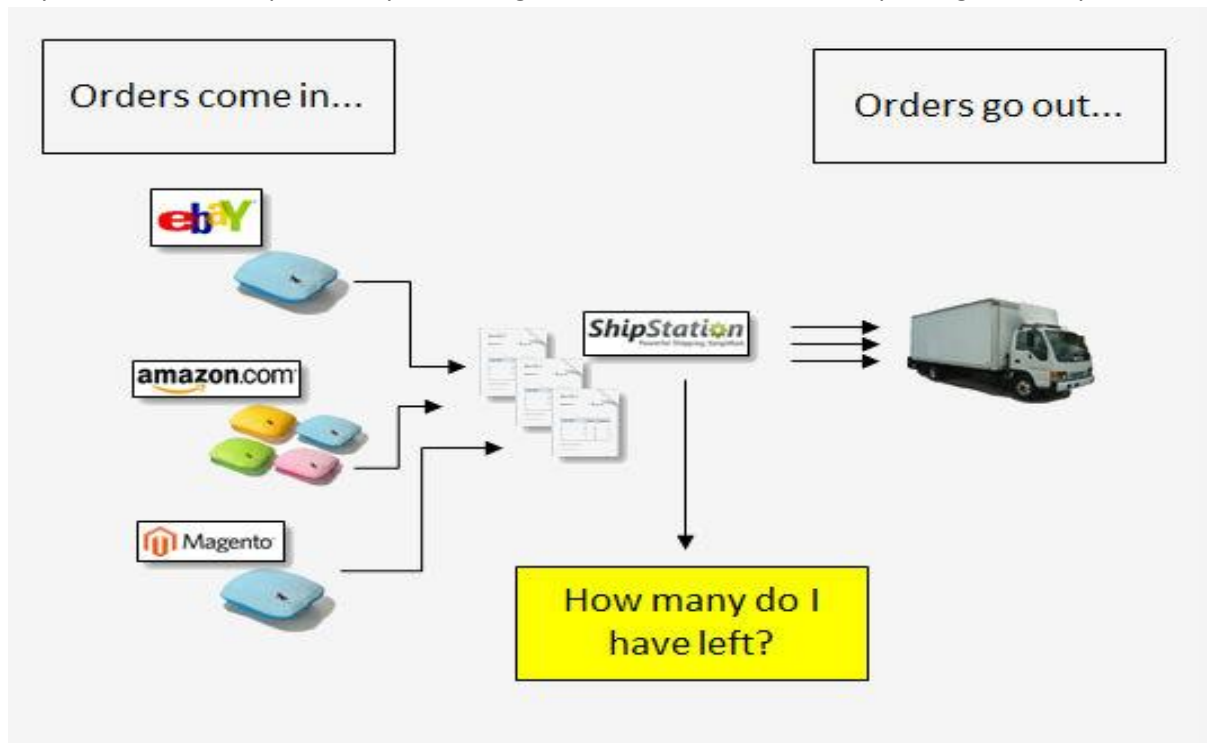 Orders come in...
Orders go out...
ebaY
ShipStation
Powerful Shipping. Simplified.
amazon.com
Magento
How many do I
have left?